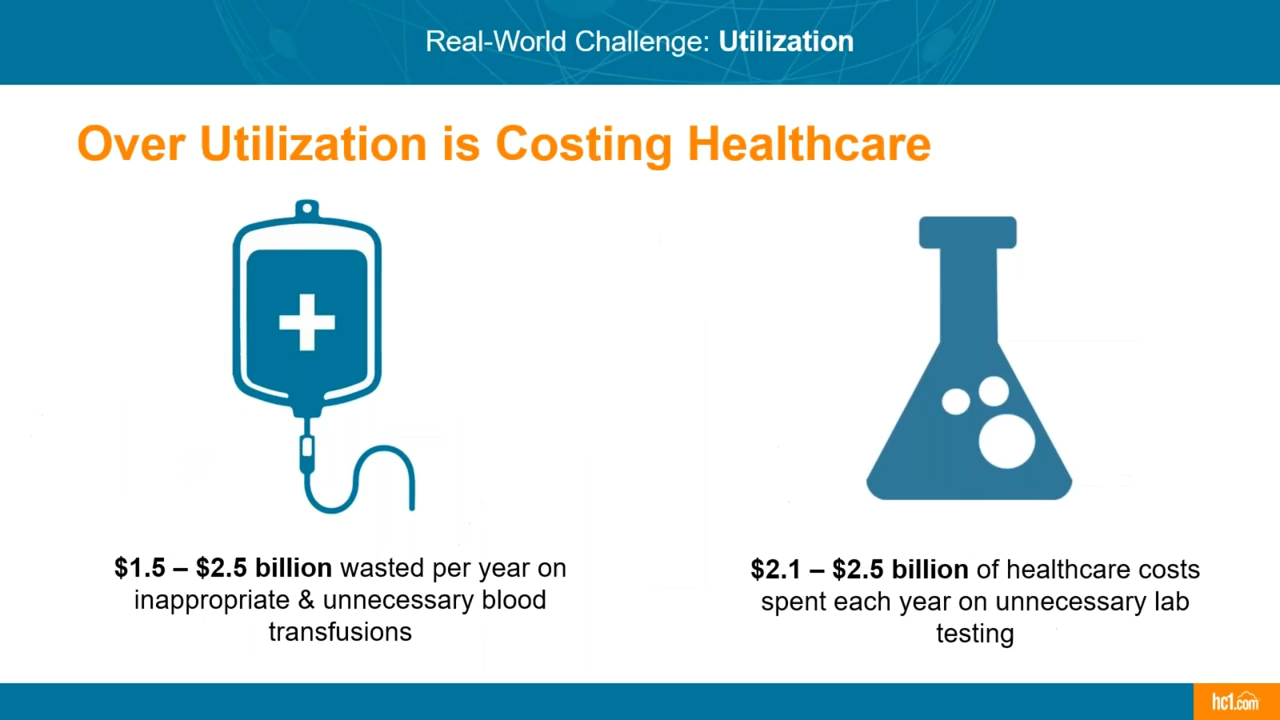 Real-World Challenge: Utilization
Over Utilization is Costing Healthcare
$1.5 – $2.5 billion wasted per year on
inappropriate & unnecessary blood
transfusions
$2.1 – $2.5 billion of healthcare costs
spent each year on unnecessary lab
testing
hc1.com